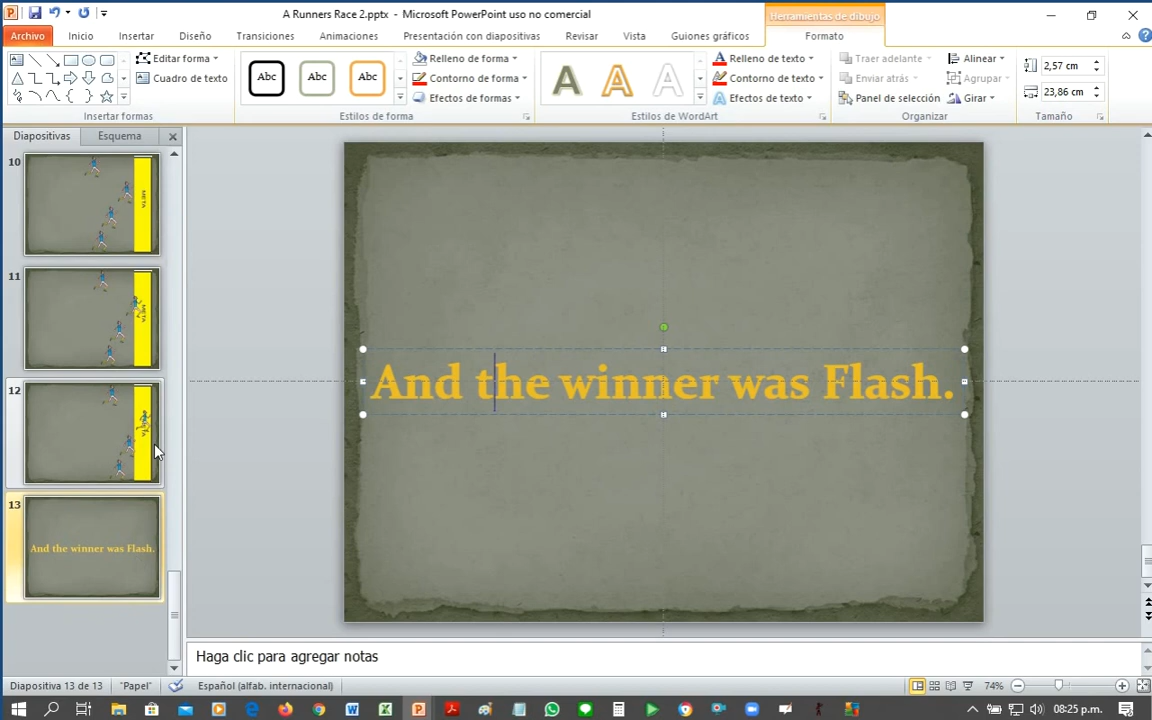 A Runners Race 2.pptx - Microsoft PowerPoint uso no comercial
Herramientas de dibujo
Archivo Inicio Insertar Diseño Transiciones Animaciones Presentación con diapositivas Revisar Vista Guiones gráficos Formato
Editar forma
Cuadro de texto
Insertar formas
Abc Abc Abc
Relleno de forma
Contorno de forma
Efectos de formas
Estilos de forma
A A A
Relleno de texto
Contorno de texto
Efectos de texto
Estilos de WordArt
Traer adelante
Enviar atrás
Panel de selección
Alinear
Agrupar
Girar
Organizar
2,57 cm
23,86 cm
Tamaño
Diapositivas Esquema
10
META
11
META
12
META
13
And the winner was Flash.
And the winner was Flash.
Haga clic para agregar notas
Diapositiva 13 de 13 "Papel" Español (alfab. internacional) 74%
08:25 p.m.